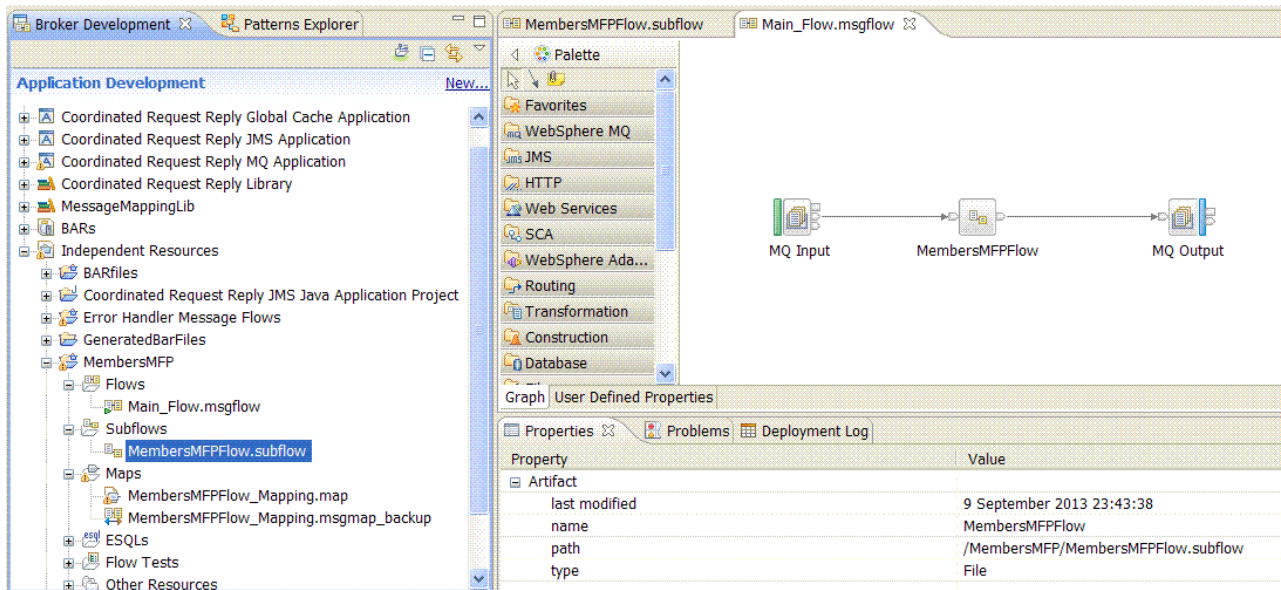 Broker Development
Patterns Explorer
Application Development
New...
Coordinated Request Reply Global Cache Application
Coordinated Request Reply JMS Application
Coordinated Request Reply MQ Application
Coordinated Request Reply Library
MessageMappingLib
BARs
Independent Resources
BARfiles
Coordinated Request Reply JMS Java Application Project
Error Handler Message Flows
GeneratedBarFiles
MembersMFP
Flows
Main_Flow.msgflow
Subflows
MembersMFPFlow.subflow
Maps
MembersMFPFlow_Mapping.map
MembersMFPFlow_Mapping.msgmap_backup
ESQLs
Flow Tests
Other Resources
MembersMFPFlow.subflow
Main_Flow.msgflow
Palette
Favorites
WebSphere MQ
JMS
HTTP
Web Services
SCA
WebSphere Ada...
Routing
Transformation
Construction
Database
MQ Input
MembersMFPFlow
MQ Output
Graph
User Defined Properties
Properties
Problems
Deployment Log
Property Value
Artifact
last modified 9 September 2013 23:43:38
name MembersMFPFlow
path /MembersMFP/MembersMFPFlow.subflow
type File